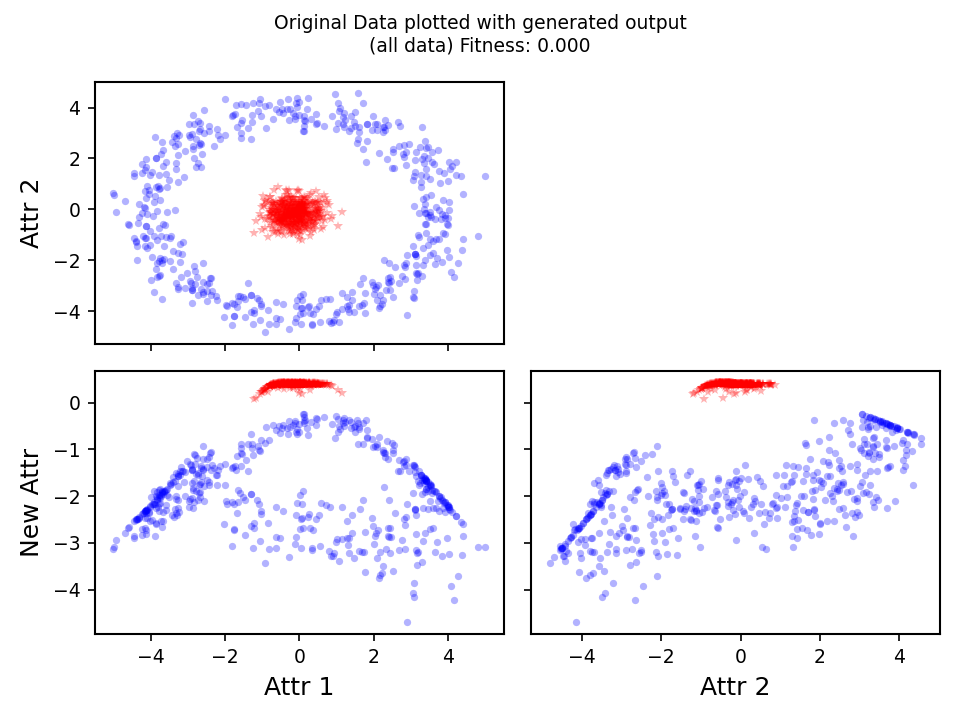 Original Data plotted with generated output
(all data) Fitness: 0.000
4
2
0
−2
−4
Attr 2
0
−1
−2
−3
−4
New Attr
−4 −2 0 2 4
−4 −2 0 2 4
Attr 1
Attr 2